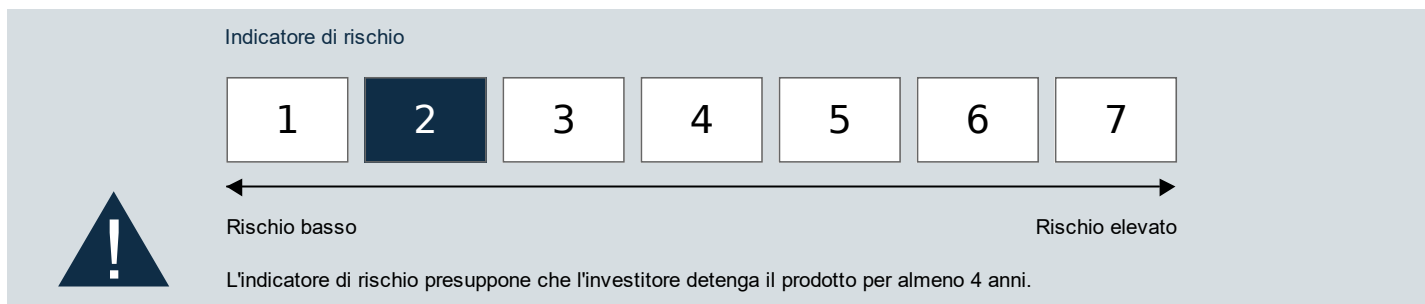 Indicatore di rischio
1 2 3 4 5 6 7
Rischio basso Rischio elevato
!
L'indicatore di rischio presuppone che l'investitore detenga il prodotto per almeno 4 anni.